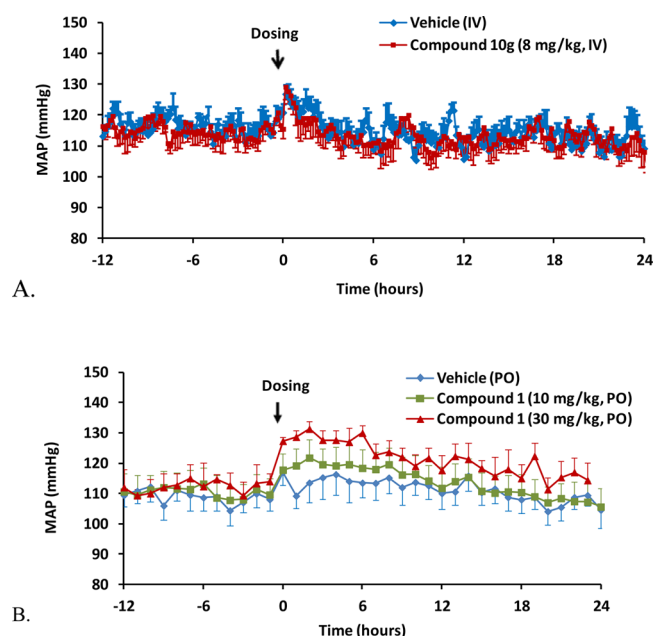 150
140
130
120
110
100
90
80
MAP (mmHg)
Dosing
Vehicle (IV)
Compound 10g (8 mg/kg, IV)
-12 -6 0 6 12 18 24
Time (hours)
A.
150
140
130
120
110
100
90
80
MAP (mmHg)
Dosing
Vehicle (PO)
Compound 1 (10 mg/kg, PO)
Compound 1 (30 mg/kg, PO)
-12 -6 0 6 12 18 24
Time (hours)
B.